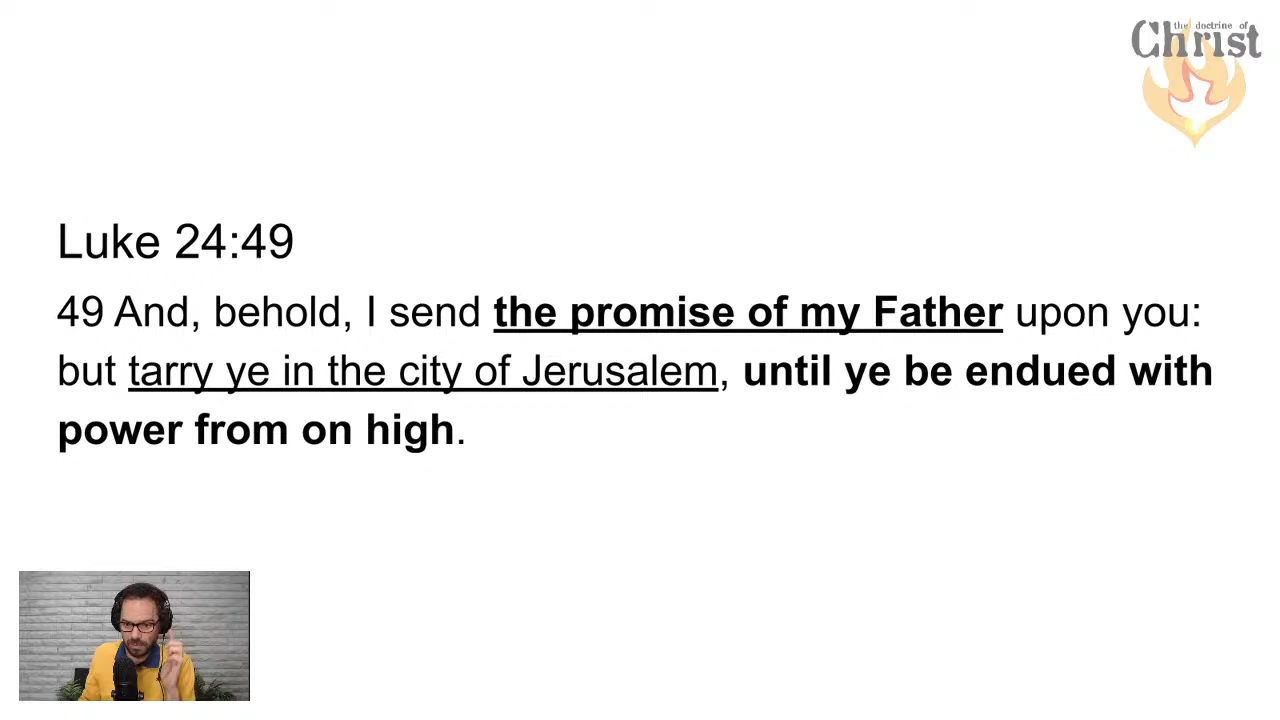 the doctrine of
Christ
Luke 24:49
49 And, behold, I send the promise of my Father upon you:
but tarry ye in the city of Jerusalem, until ye be endued with
power from on high.